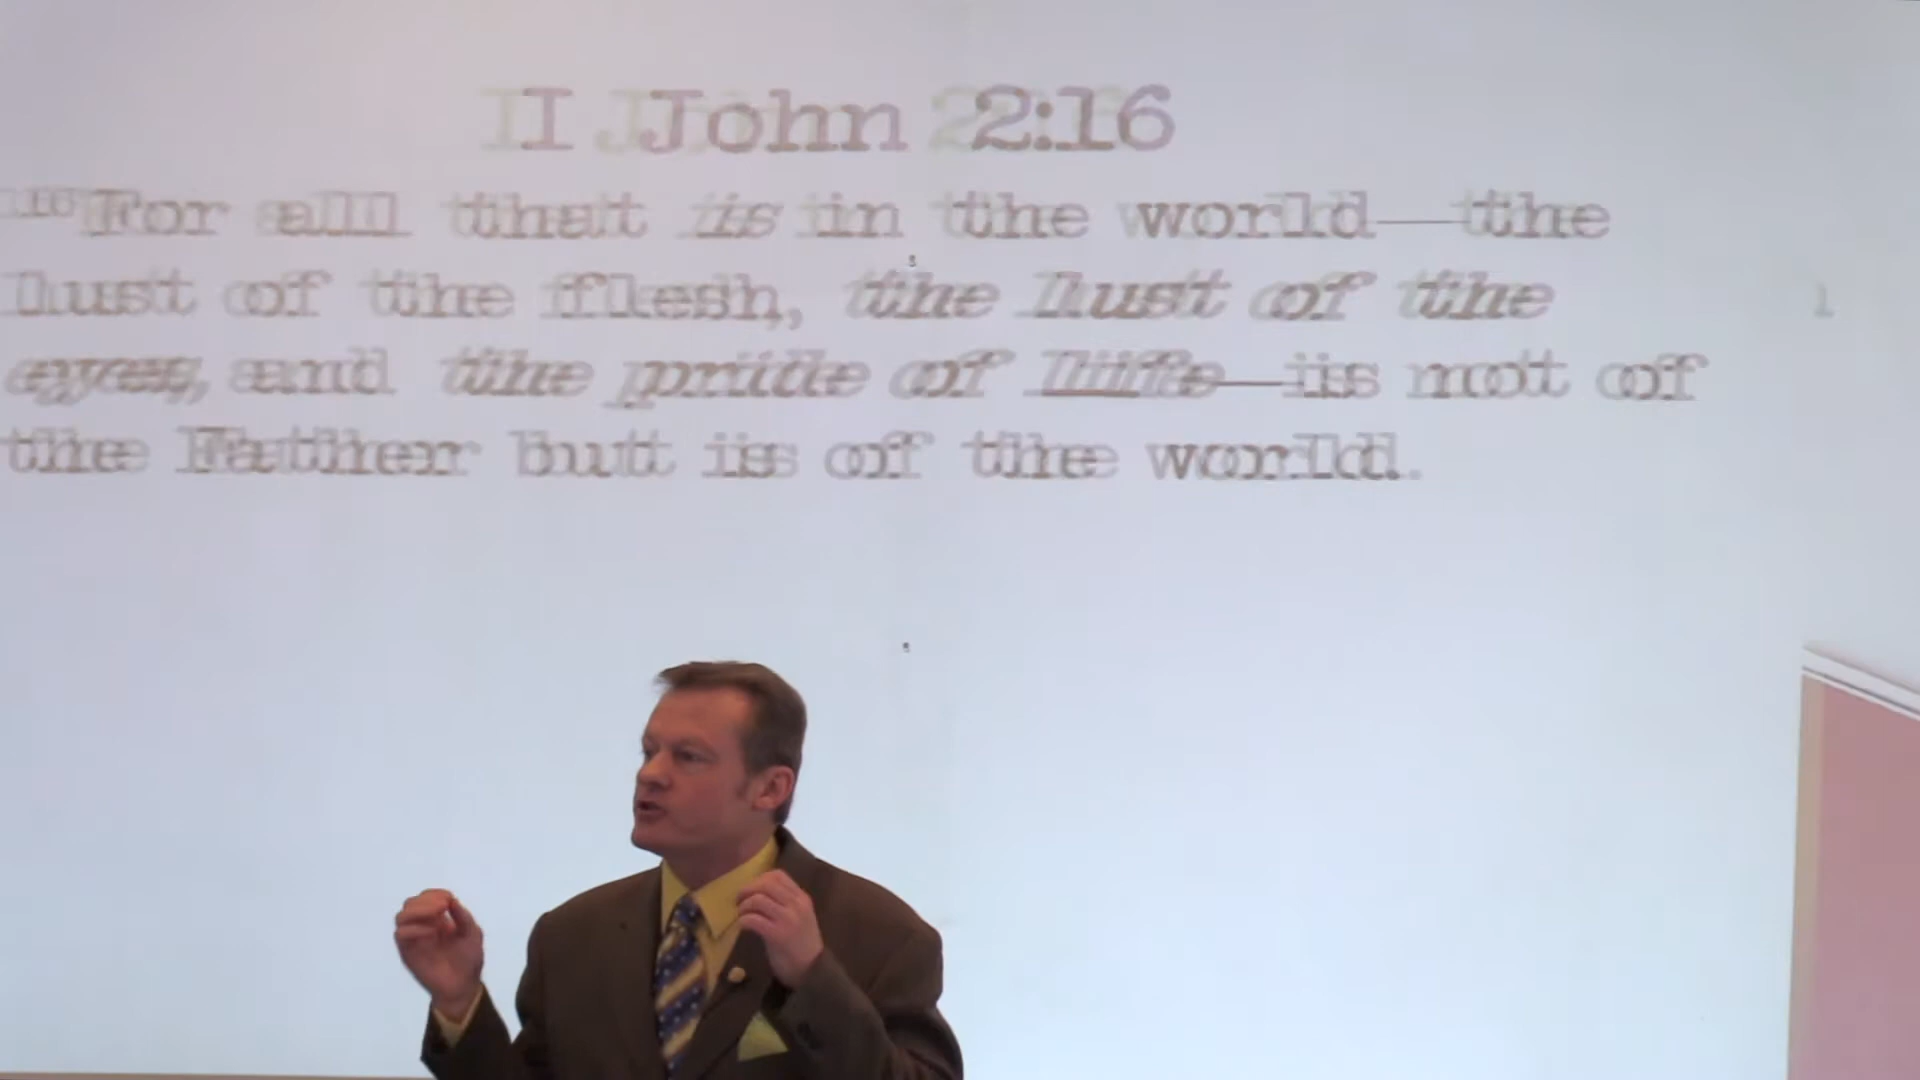 I John 2:16
16 For all that is in the world—the
lust of the flesh, the lust of the
eyes, and the pride of life—is not of
the Father but is of the world.